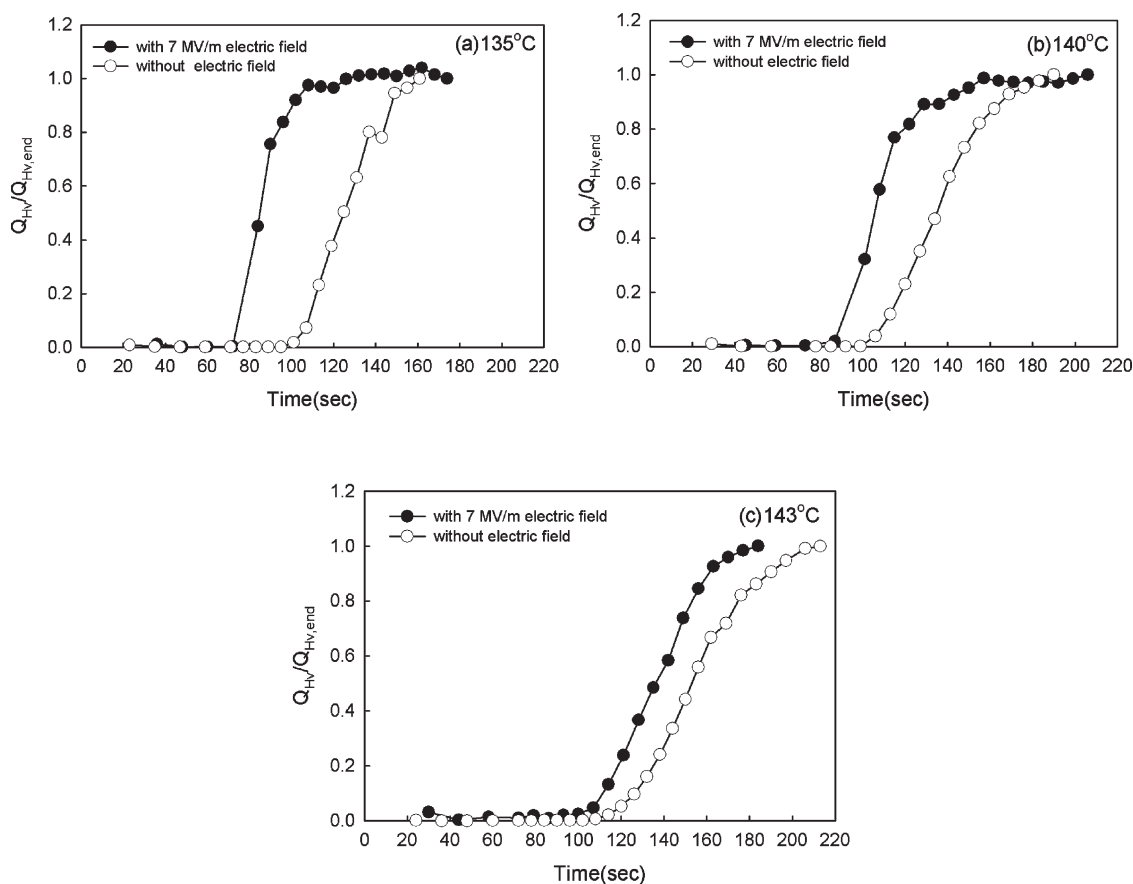 (a)135°C
with 7 MV/m electric field
without electric field
1.2
1.0
0.8
0.6
0.4
0.2
0.0
Q_Hv/Q_Hv,end
0 20 40 60 80 100 120 140 160 180 200 220
Time(sec)
(b)140°C
with 7 MV/m electric field
without electric field
1.2
1.0
0.8
0.6
0.4
0.2
0.0
Q_Hv/Q_Hv,end
0 20 40 60 80 100 120 140 160 180 200 220
Time(sec)
(c)143°C
with 7 MV/m electric field
without electric field
1.2
1.0
0.8
0.6
0.4
0.2
0.0
Q_Hv/Q_Hv,end
0 20 40 60 80 100 120 140 160 180 200 220
Time(sec)